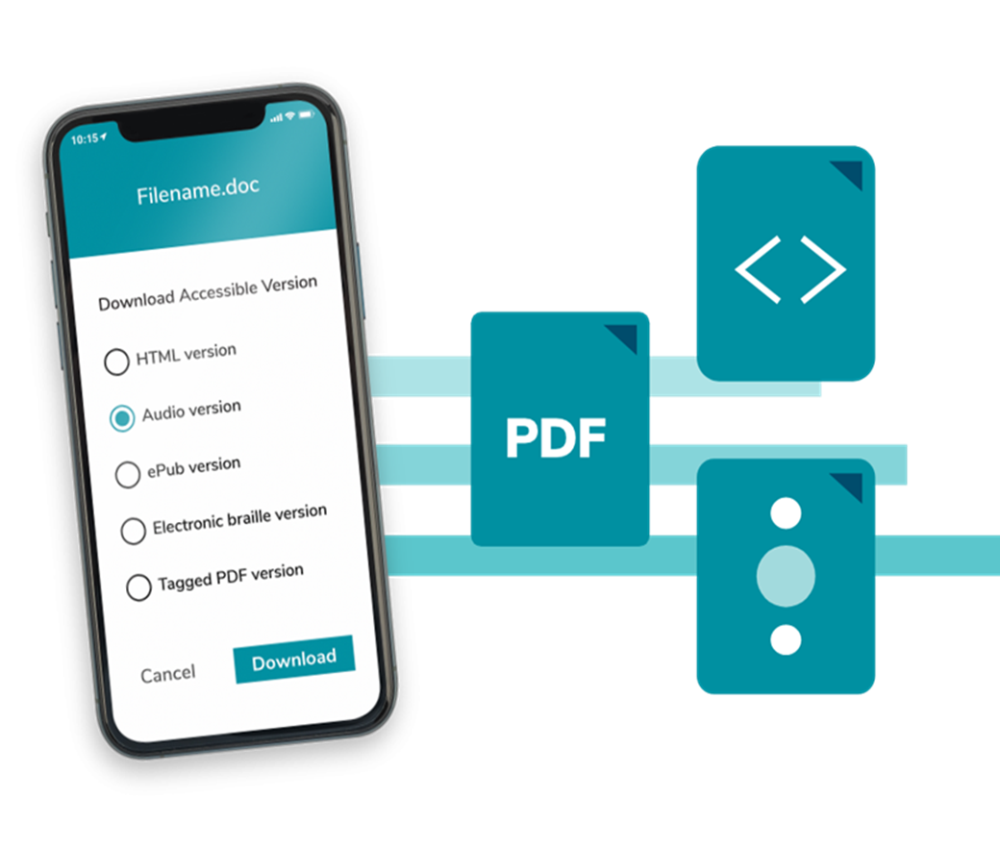 10:15
Filename.doc
Download Accessible Version
HTML version
Audio version
ePub version
Electronic braille version
Tagged PDF version
Cancel
Download
PDF